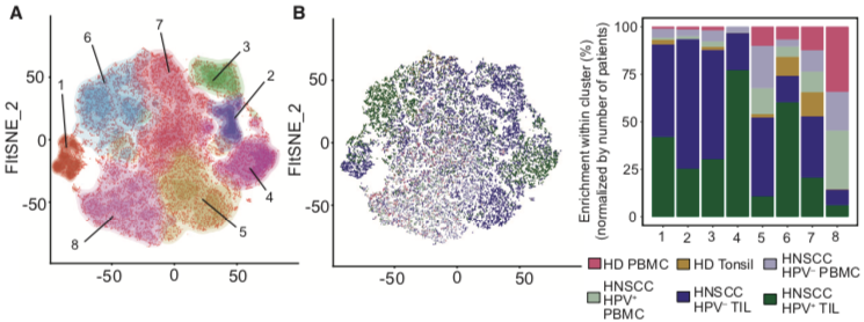 A
7
6
3
1
2
50
0
-50
FItSNE_2
4
5
8
-50
0
50
B
50
0
-50
FItSNE_2
-50
0
50
Enrichment within cluster (%)
(normalized by number of patients)
100
75
50
25
0
1 2 3 4 5 6 7 8
HD PBMC
HD Tonsil
HNSCC
HPV⁻ PBMC
HNSCC
HPV⁺
PBMC
HNSCC
HPV⁻ TIL
HNSCC
HPV⁺ TIL